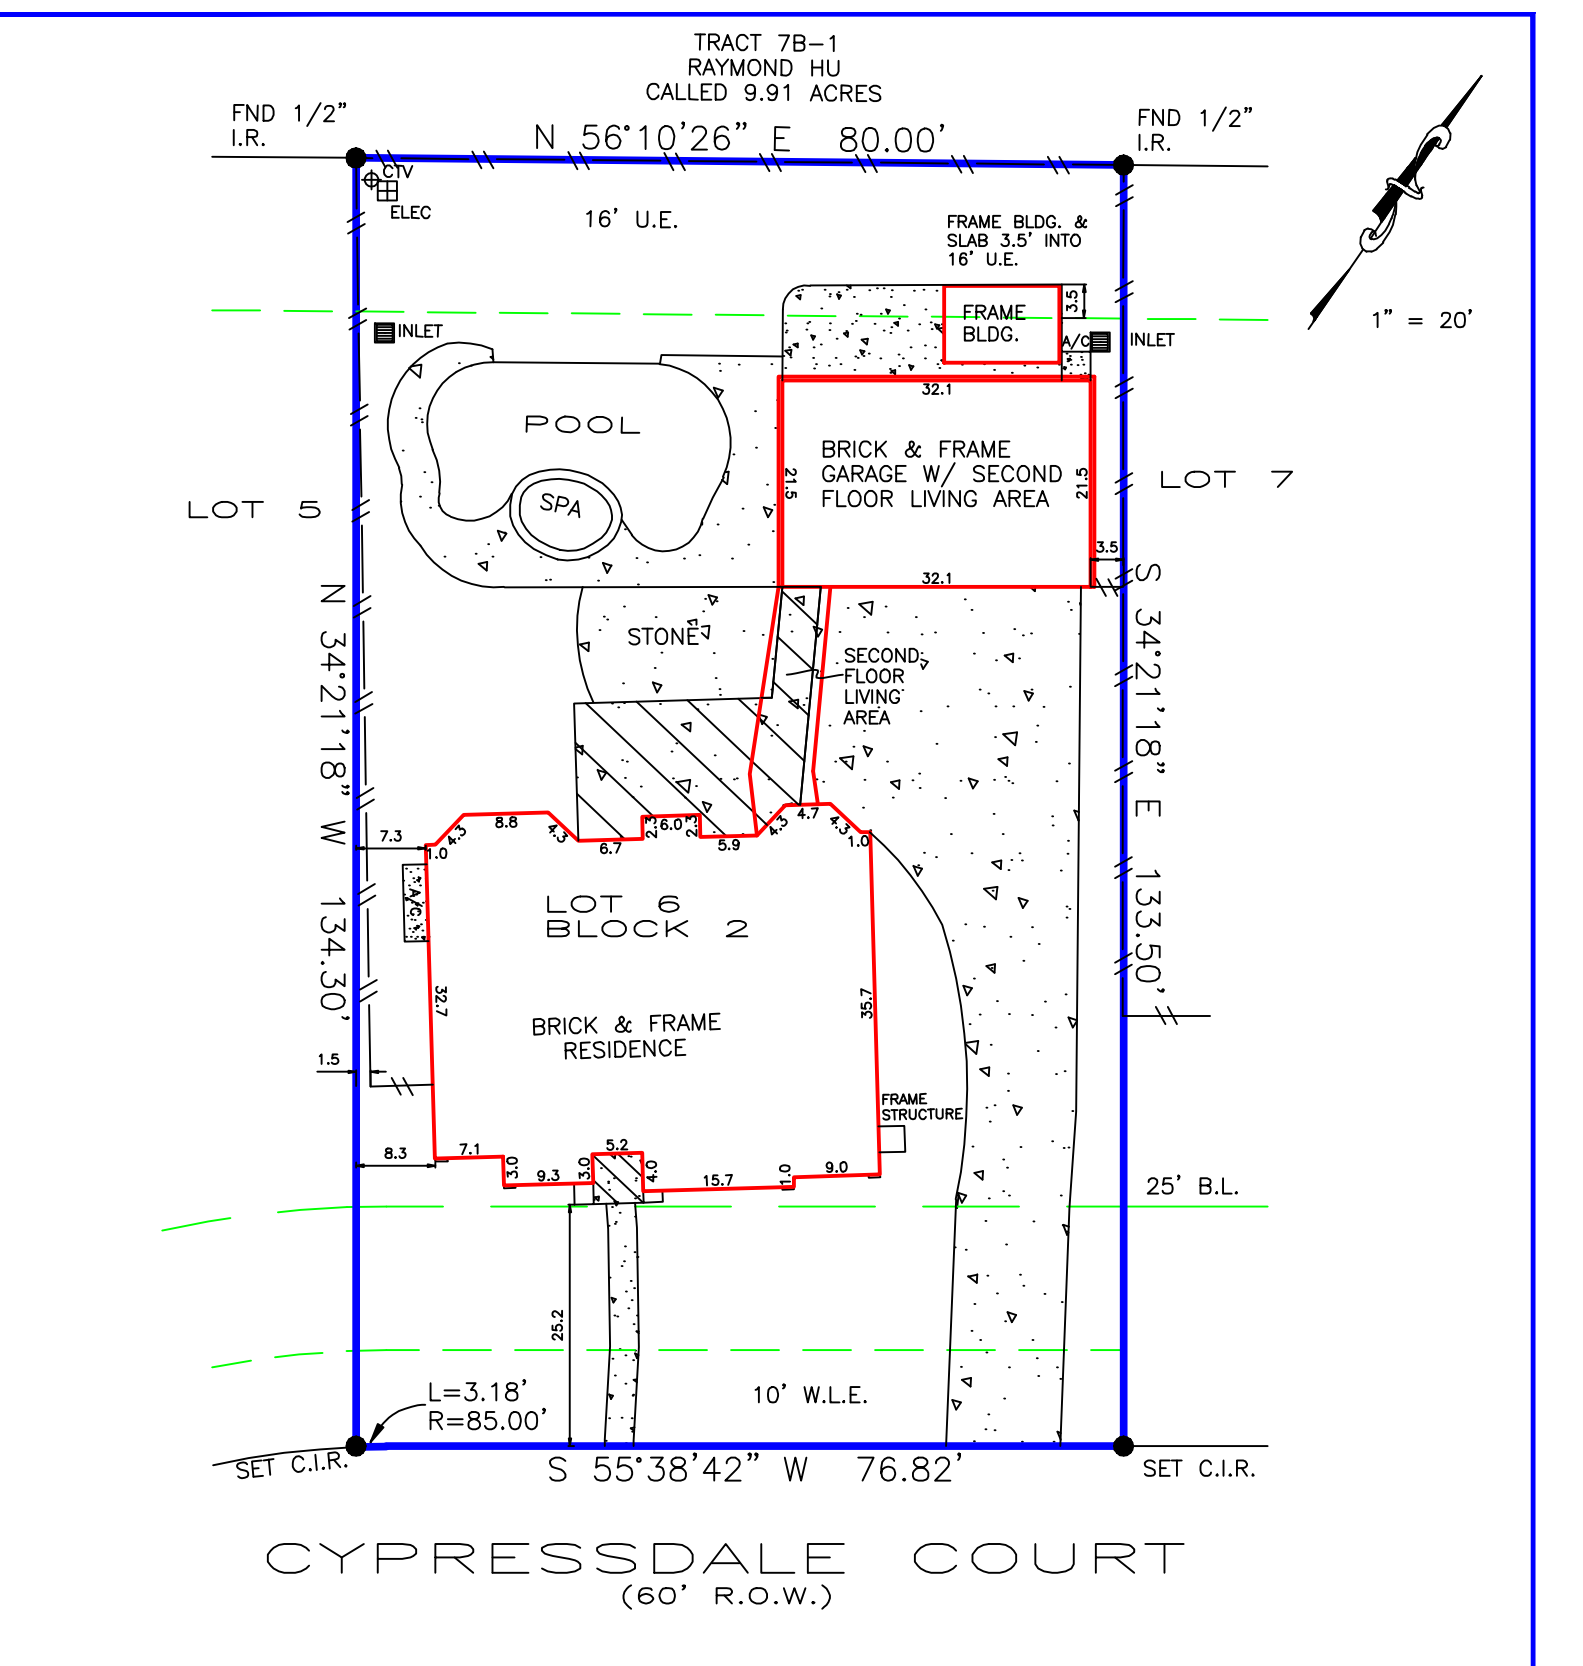 TRACT 7B-1
RAYMOND HU
CALLED 9.91 ACRES
FND 1/2"
I.R.
N 56°10'26" E 80.00'
FND 1/2"
I.R.
CTV
ELEC
16' U.E.
FRAME BLDG. &
SLAB 3.5' INTO
16' U.E.
1" = 20'
INLET
FRAME
BLDG.
3.5
A/C
INLET
32.1
POOL
SPA
BRICK & FRAME
GARAGE W/ SECOND
FLOOR LIVING AREA
21.5
21.5
LOT 5
LOT 7
3.5
32.1
STONE
SECOND
FLOOR
LIVING
AREA
N 34°21'18" W 134.30'
S 34°21'18" E 133.50'
7.3
1.0
4.3
8.8
4.3
6.7
2.3
6.0
2.3
5.9
4.3
4.7
4.3
1.0
A/C
LOT 6
BLOCK 2
32.7
35.7
BRICK & FRAME
RESIDENCE
1.5
FRAME
STRUCTURE
8.3
7.1
3.0
9.3
3.0
5.2
4.0
15.7
1.0
9.0
25' B.L.
25.2
L=3.18'
R=85.00'
10' W.L.E.
SET C.I.R.
S 55°38'42" W 76.82'
SET C.I.R.
CYPRESSDALE COURT
(60' R.O.W.)